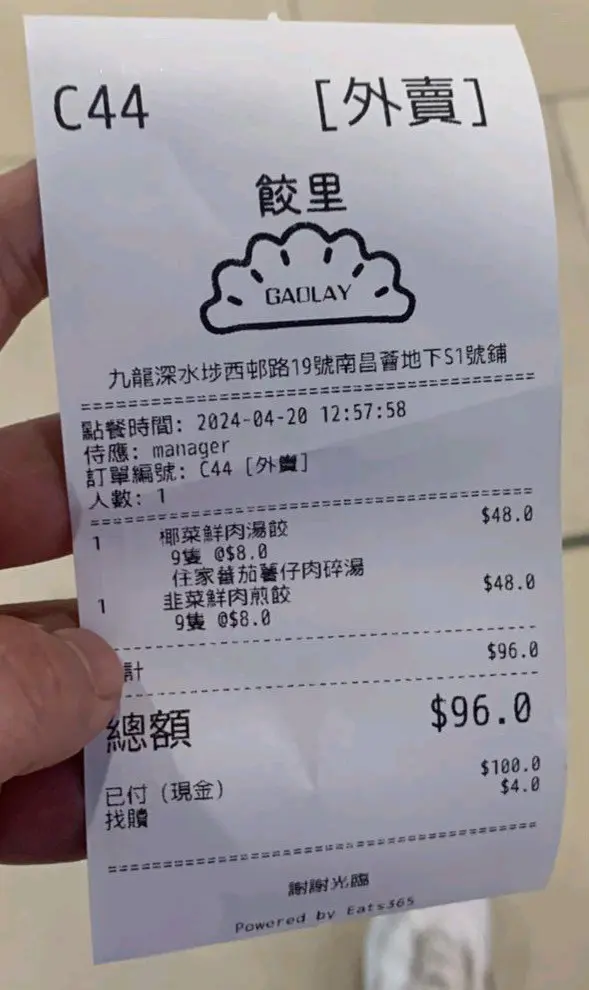 C44 [外賣]
餃里
GAOLAY
九龍深水埗西邨路19號南昌薈地下S1號鋪
點餐時間: 2024-04-20 12:57:58
侍應: manager
訂單編號: C44 [外賣]
人數: 1
1 椰菜鮮肉湯餃 $48.0
9隻 @$8.0
住家蕃茄薯仔肉碎湯
1 韭菜鮮肉煎餃 $48.0
9隻 @$8.0
計 $96.0
總額 $96.0
已付 (現金) $100.0
找贖 $4.0
謝謝光臨
Powered by Eats365